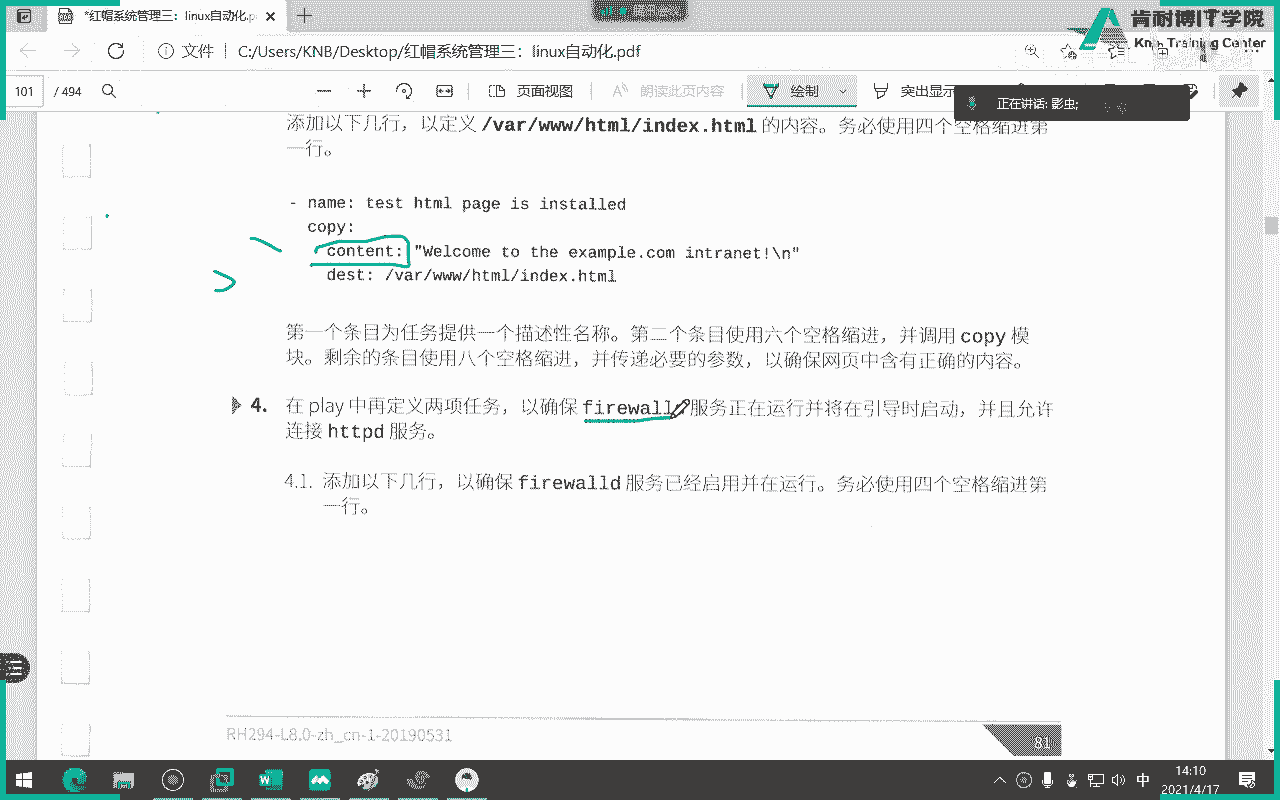 *红帽系统管理三：linux自动化.p
肯耐博IT学院
文件 | C:/Users/KNB/Desktop/红帽系统管理三：linux自动化.pdf
Training Center
101 / 494
页面视图
朗读此页内容
绘制
突出显示
正在讲话: 影虫;
添加以下几行，以定义 /var/www/html/index.html 的内容。务必使用四个空格缩进第
一行。
- name: test html page is installed
copy:
content: "Welcome to the example.com intranet!\n"
dest: /var/www/html/index.html
第一个条目为任务提供一个描述性名称。第二个条目使用六个空格缩进，并调用 copy 模
块。剩余的条目使用八个空格缩进，并传递必要的参数，以确保网页中含有正确的内容。
4. 在 play 中再定义两项任务，以确保 firewalld 服务正在运行并将在引导时启动，并且允许
连接 httpd 服务。
4.1. 添加以下几行，以确保 firewalld 服务已经启用并在运行。务必使用四个空格缩进第
一行。
RH294-L8.0-zh_cn-1-20190531
81
中
14:10
2021/4/17